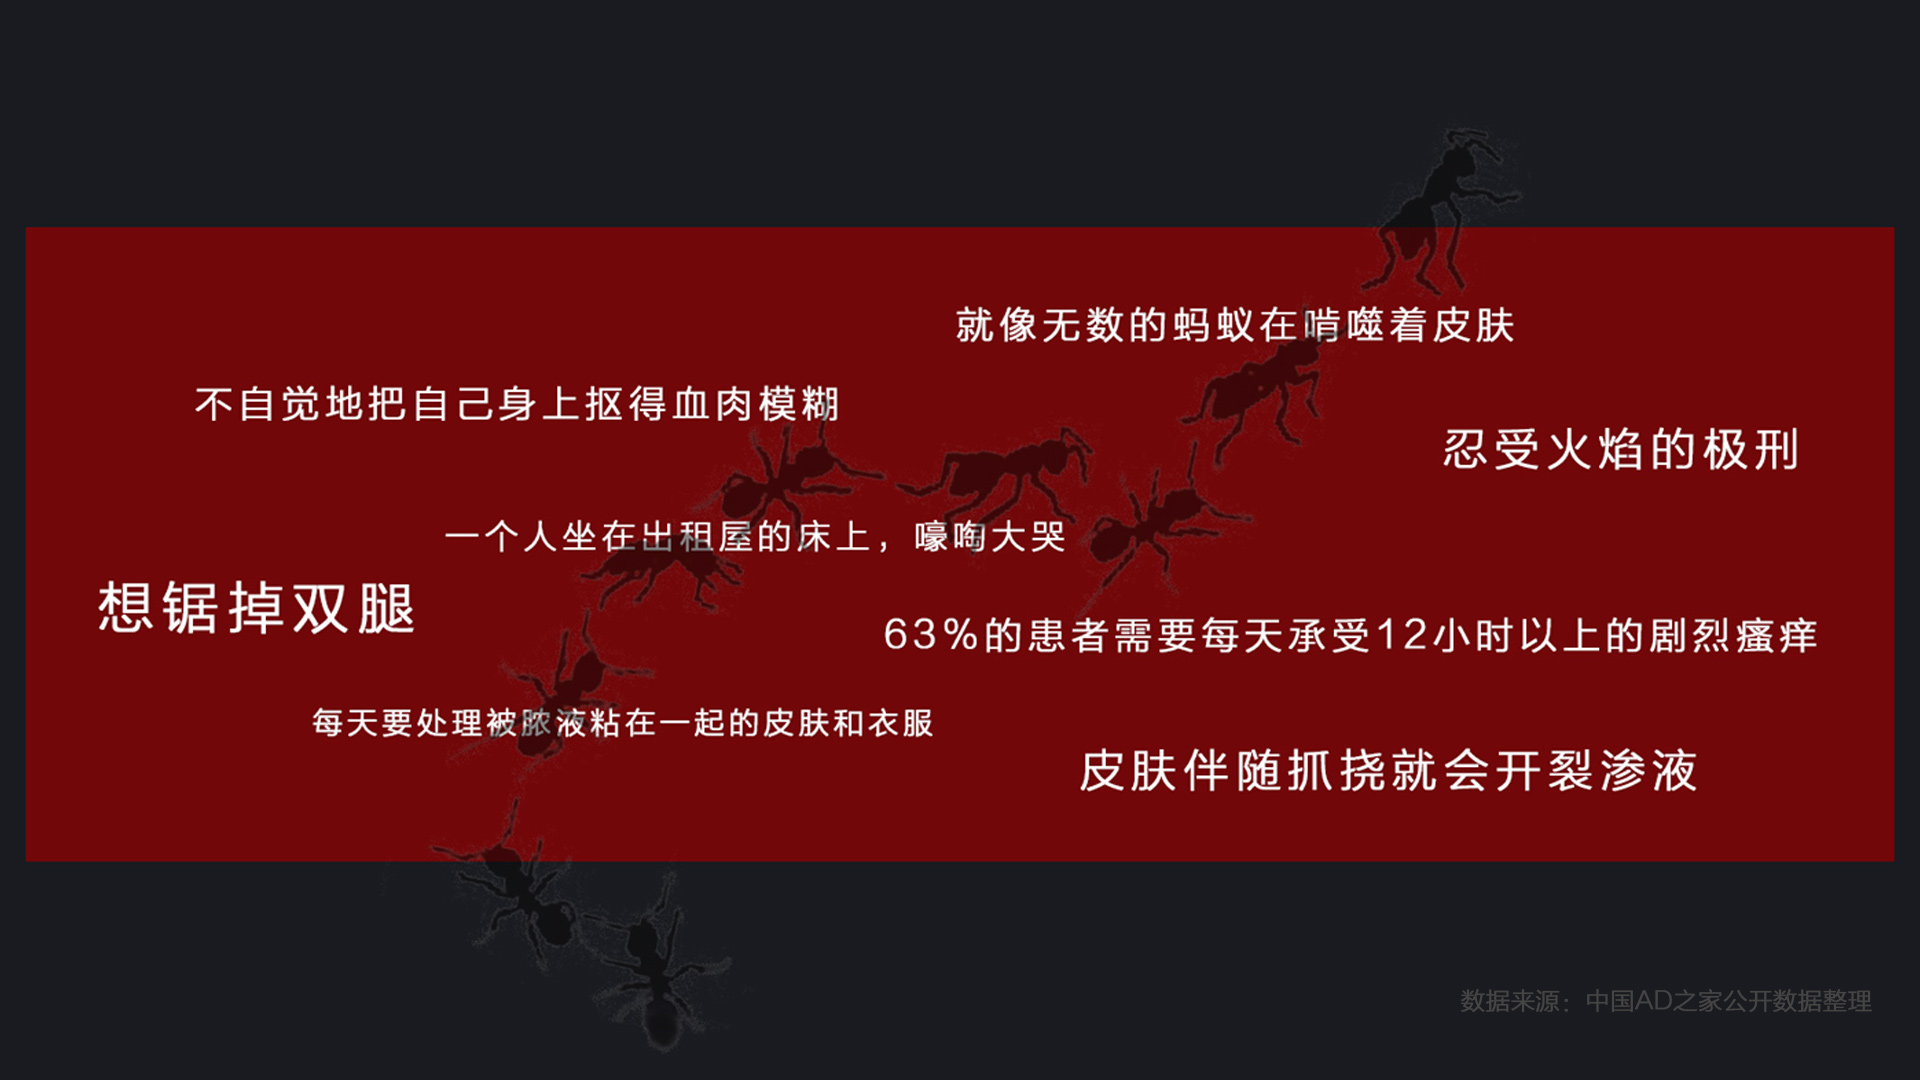 就像无数的蚂蚁在啃噬着皮肤
不自觉地把自己身上抠得血肉模糊
忍受火焰的极刑
一个人坐在出租屋的床上，嚎啕大哭
想锯掉双腿
63%的患者需要每天承受12小时以上的剧烈瘙痒
每天要处理被脓液粘在一起的皮肤和衣服
皮肤伴随抓挠就会开裂渗液
数据来源：中国AD之家公开数据整理